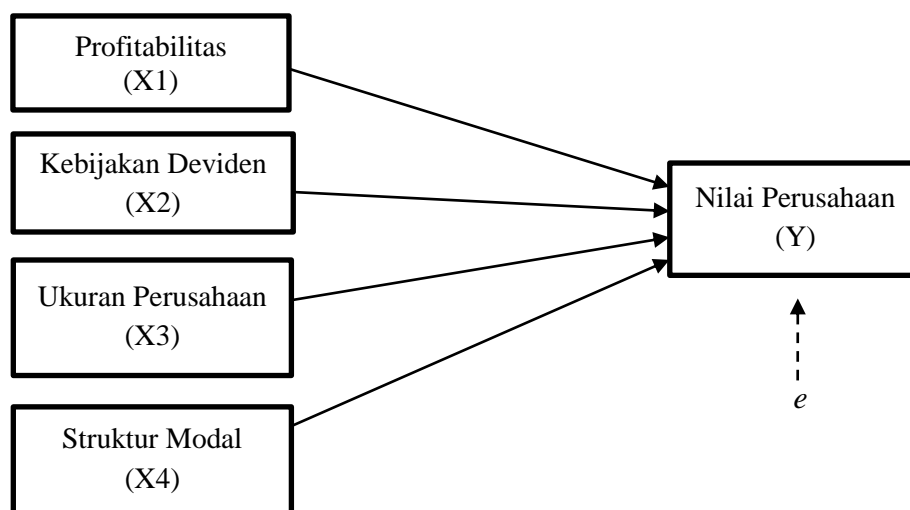 Profitabilitas
(X1)
Kebijakan Deviden
(X2)
Ukuran Perusahaan
(X3)
Struktur Modal
(X4)
Nilai Perusahaan
(Y)
e